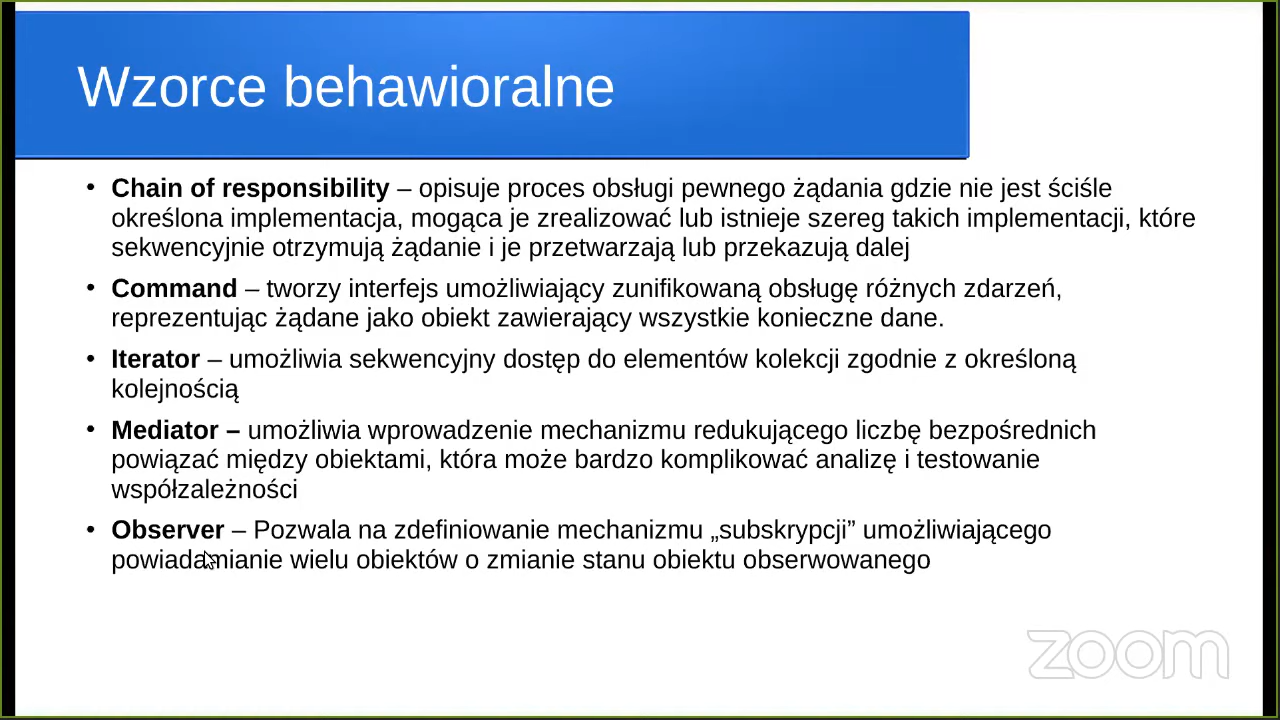 Wzorce behawioralne
• Chain of responsibility – opisuje proces obsługi pewnego żądania gdzie nie jest ściśle
określona implementacja, mogąca je zrealizować lub istnieje szereg takich implementacji, które
sekwencyjnie otrzymują żądanie i je przetwarzają lub przekazują dalej
• Command – tworzy interfejs umożliwiający zunifikowaną obsługę różnych zdarzeń,
reprezentując żądane jako obiekt zawierający wszystkie konieczne dane.
• Iterator – umożliwia sekwencyjny dostęp do elementów kolekcji zgodnie z określoną
kolejnością
• Mediator – umożliwia wprowadzenie mechanizmu redukującego liczbę bezpośrednich
powiązać między obiektami, która może bardzo komplikować analizę i testowanie
współzależności
• Observer – Pozwala na zdefiniowanie mechanizmu „subskrypcji” umożliwiającego
powiadamianie wielu obiektów o zmianie stanu obiektu obserwowanego
zoom